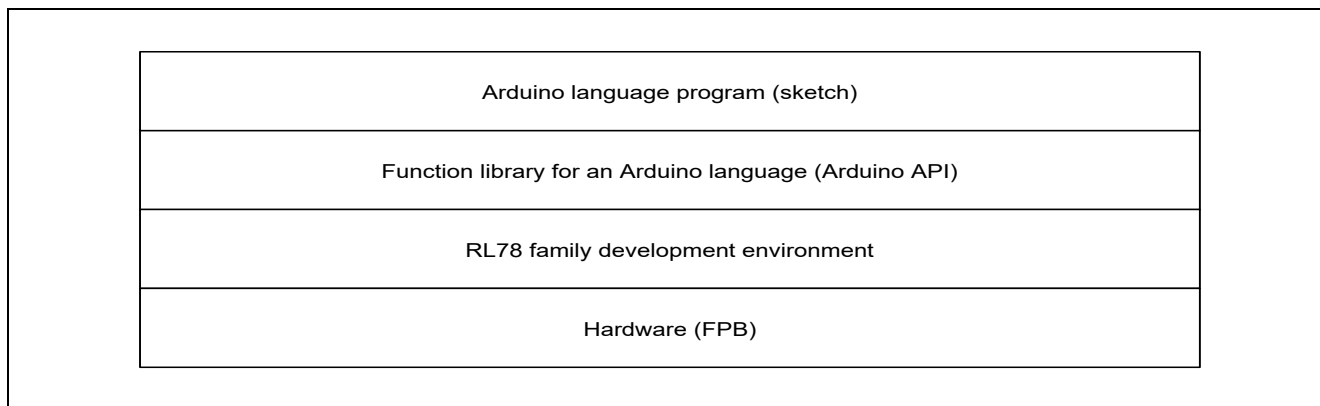 Arduino language program (sketch)
Function library for an Arduino language (Arduino API)
RL78 family development environment
Hardware (FPB)